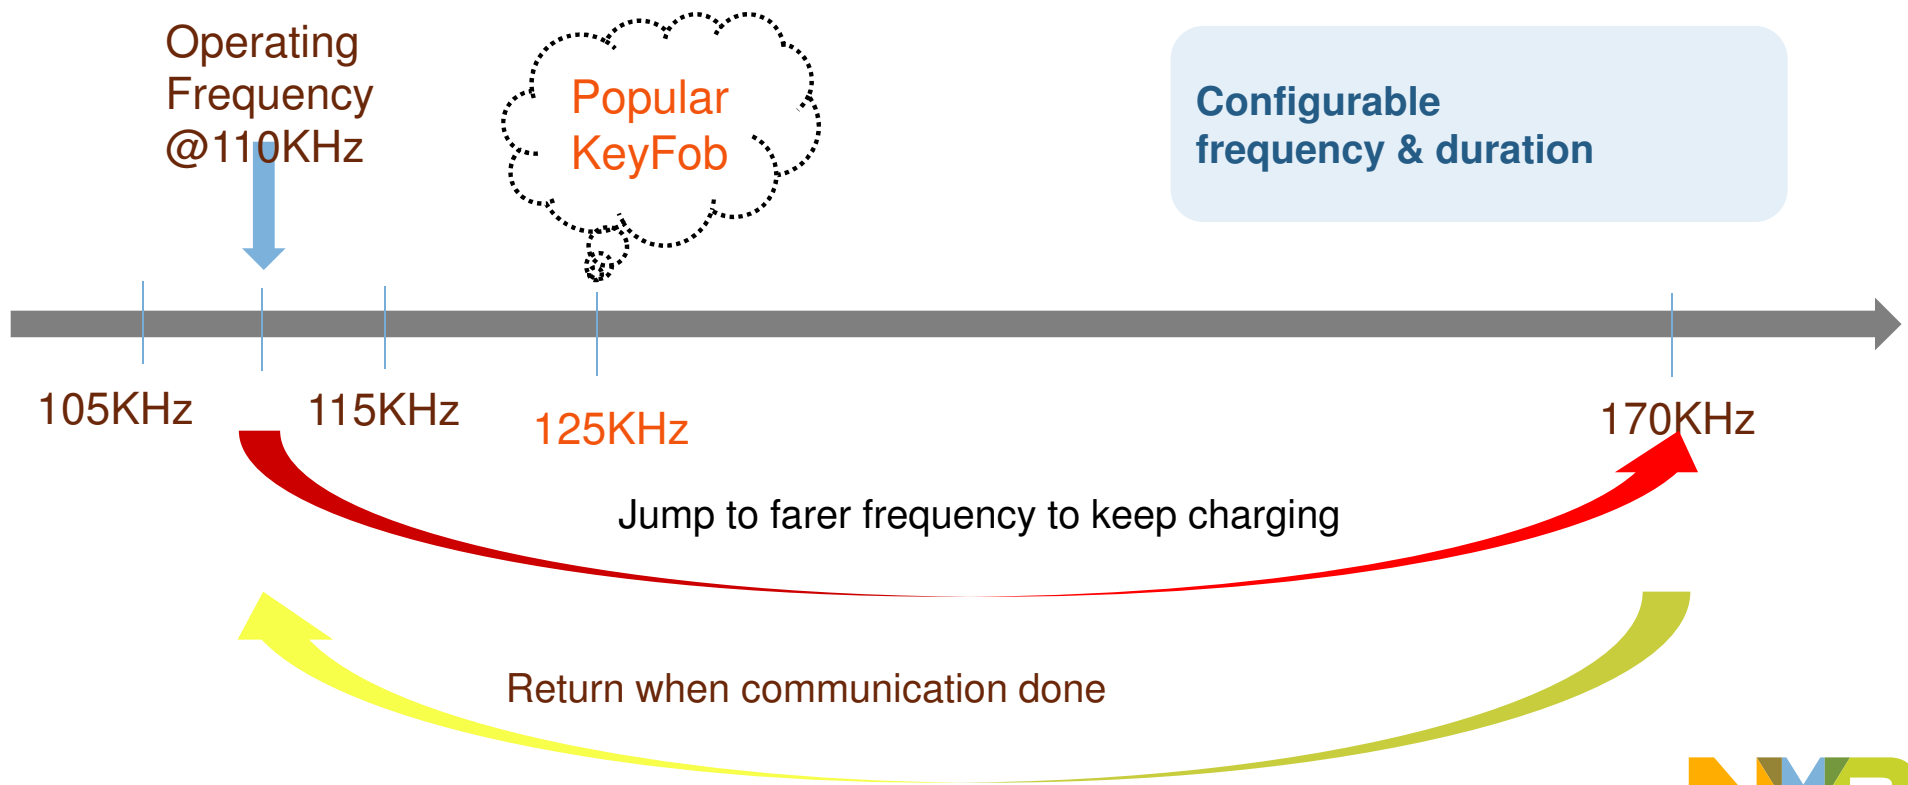 Operating
Frequency
@110KHz
Popular
KeyFob
Configurable
frequency & duration
105KHz
115KHz
125KHz
170KHz
Jump to farer frequency to keep charging
Return when communication done